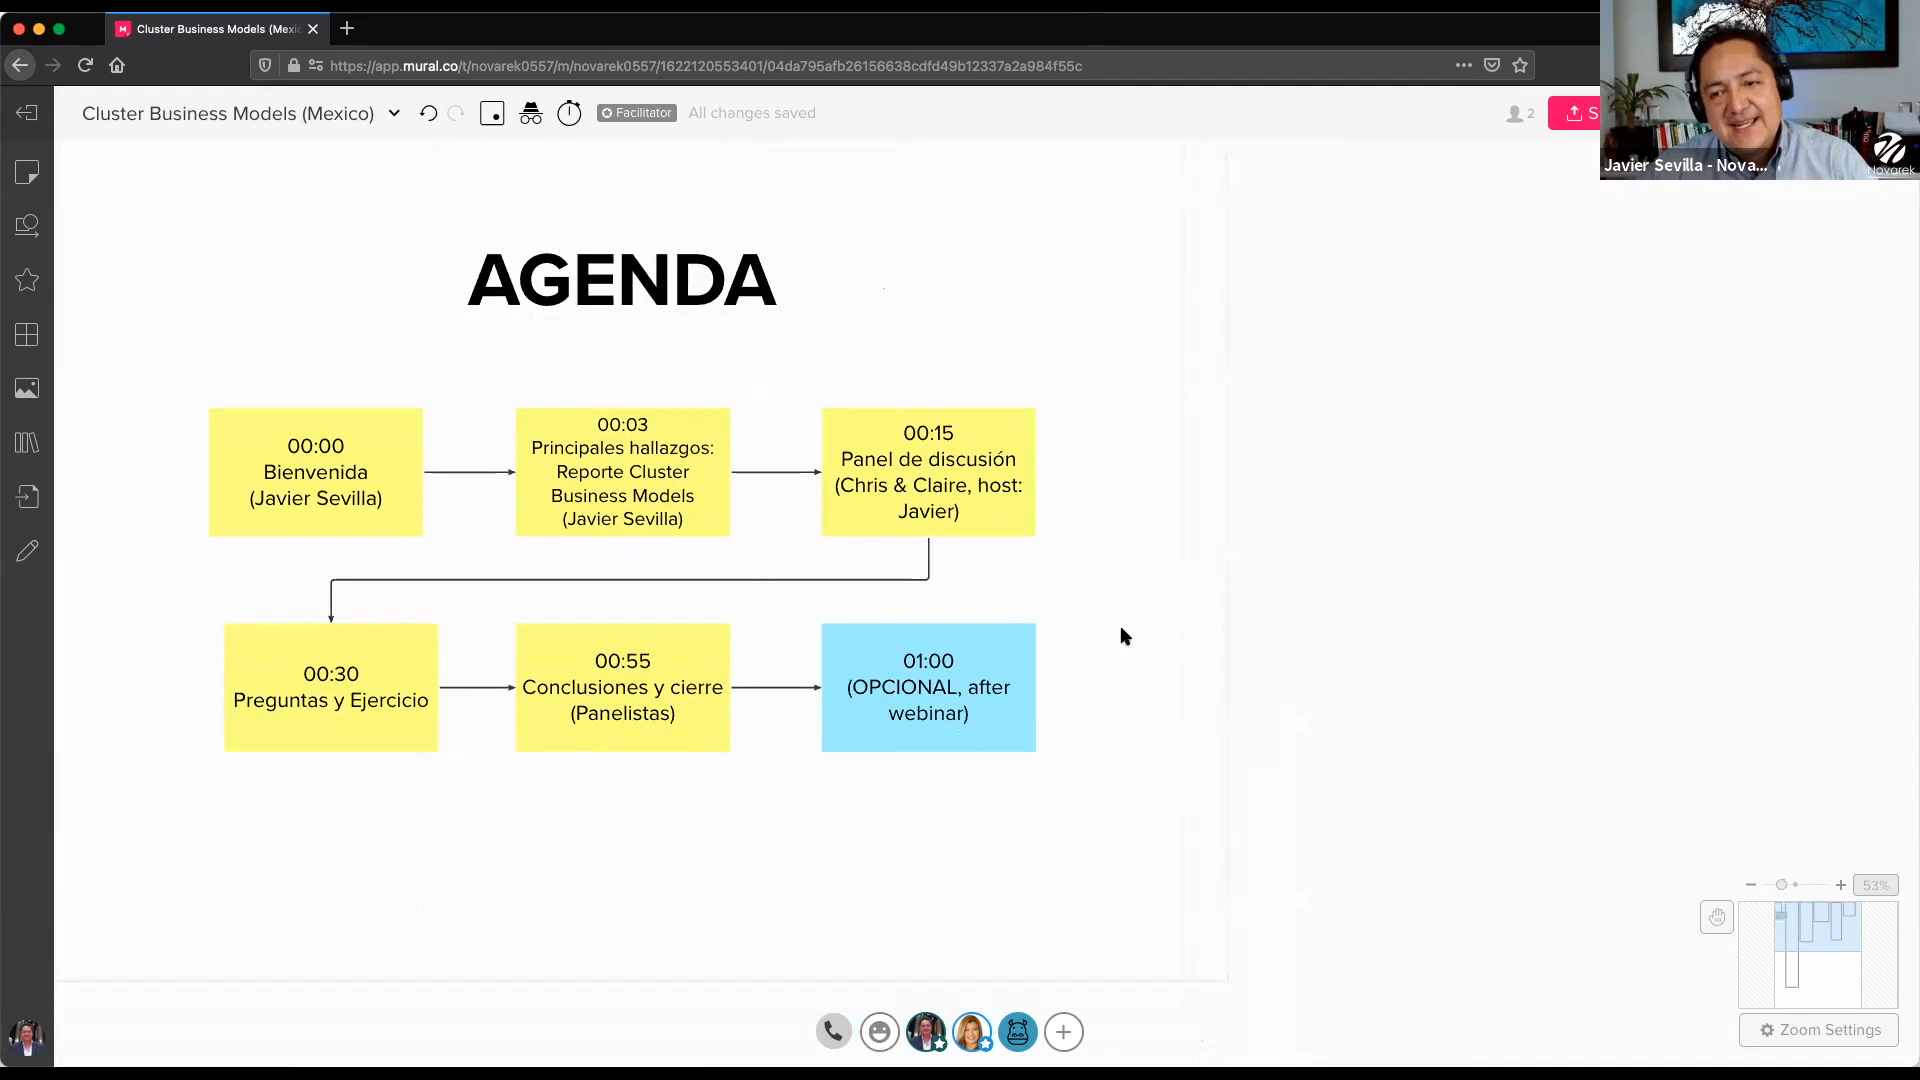 Cluster Business Models (Mexic
https://app.mural.co/t/novarek0557/m/novarek0557/1622120553401/04da795afb26156638cdfd49b12337a2a984f55c
Cluster Business Models (Mexico)
Facilitator
All changes saved
2
S
Javier Sevilla - Nova...
Novarek
AGENDA
00:00
Bienvenida
(Javier Sevilla)
00:03
Principales hallazgos:
Reporte Cluster
Business Models
(Javier Sevilla)
00:15
Panel de discusión
(Chris & Claire, host:
Javier)
00:30
Preguntas y Ejercicio
00:55
Conclusiones y cierre
(Panelistas)
01:00
(OPCIONAL, after
webinar)
53%
Zoom Settings